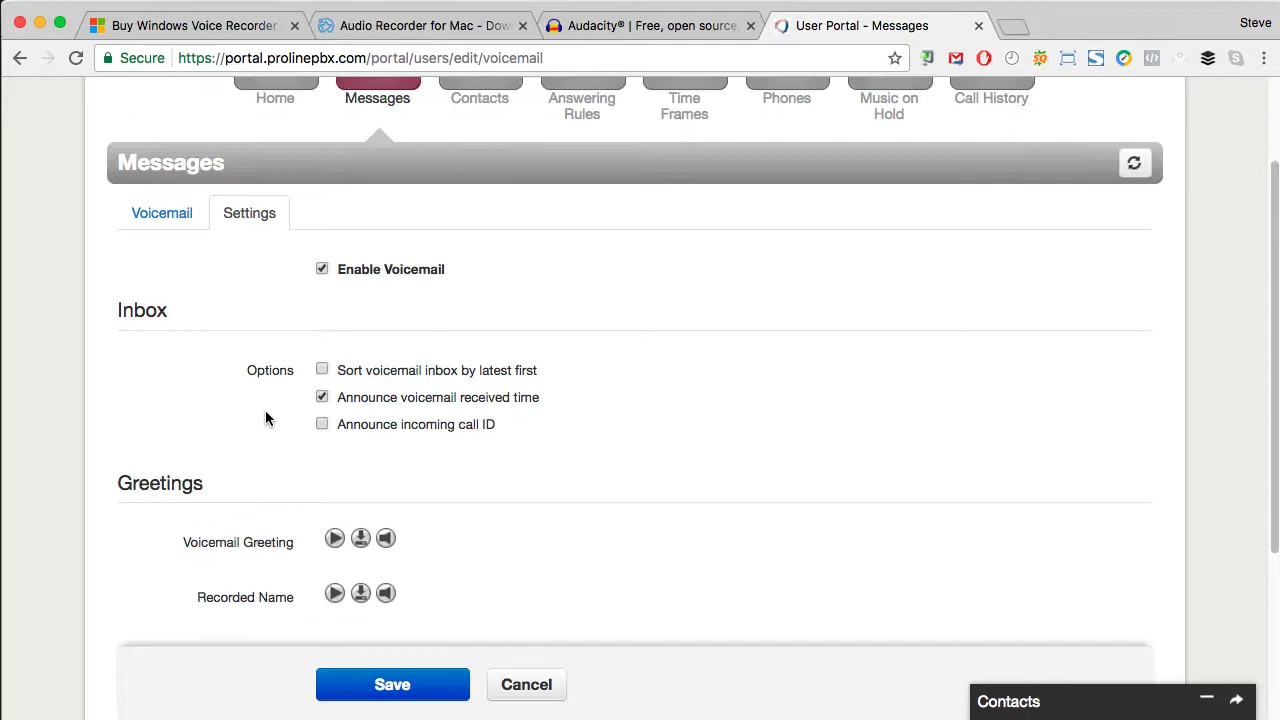 Buy Windows Voice Recorder
Audio Recorder for Mac - Dow
Audacity® | Free, open source,
User Portal - Messages
Steve
Secure
https://portal.prolinepbx.com/portal/users/edit/voicemail
Home
Messages
Contacts
Answering
Rules
Time
Frames
Phones
Music on
Hold
Call History
Messages
Voicemail
Settings
Enable Voicemail
Inbox
Options
Sort voicemail inbox by latest first
Announce voicemail received time
Announce incoming call ID
Greetings
Voicemail Greeting
Recorded Name
Save
Cancel
Contacts